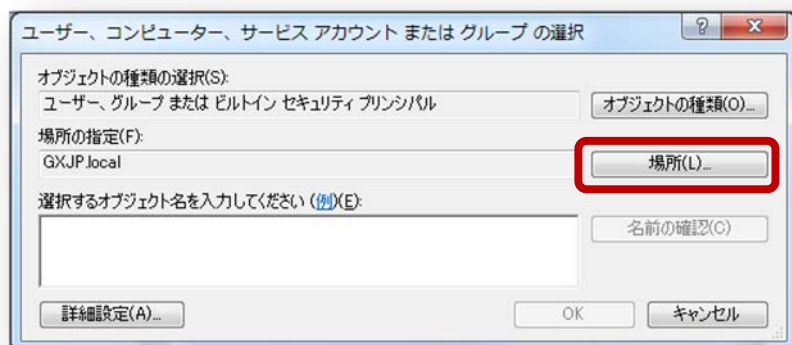 ユーザー、コンピューター、サービス アカウント または グループ の選択
オブジェクトの種類の選択(S):
ユーザー、グループ または ビルトイン セキュリティ プリンシパル
オブジェクトの種類(O)...
場所の指定(F):
GXJP.local
場所(L)...
選択するオブジェクト名を入力してください (例)(E):
名前の確認(C)
詳細設定(A)...
OK
キャンセル